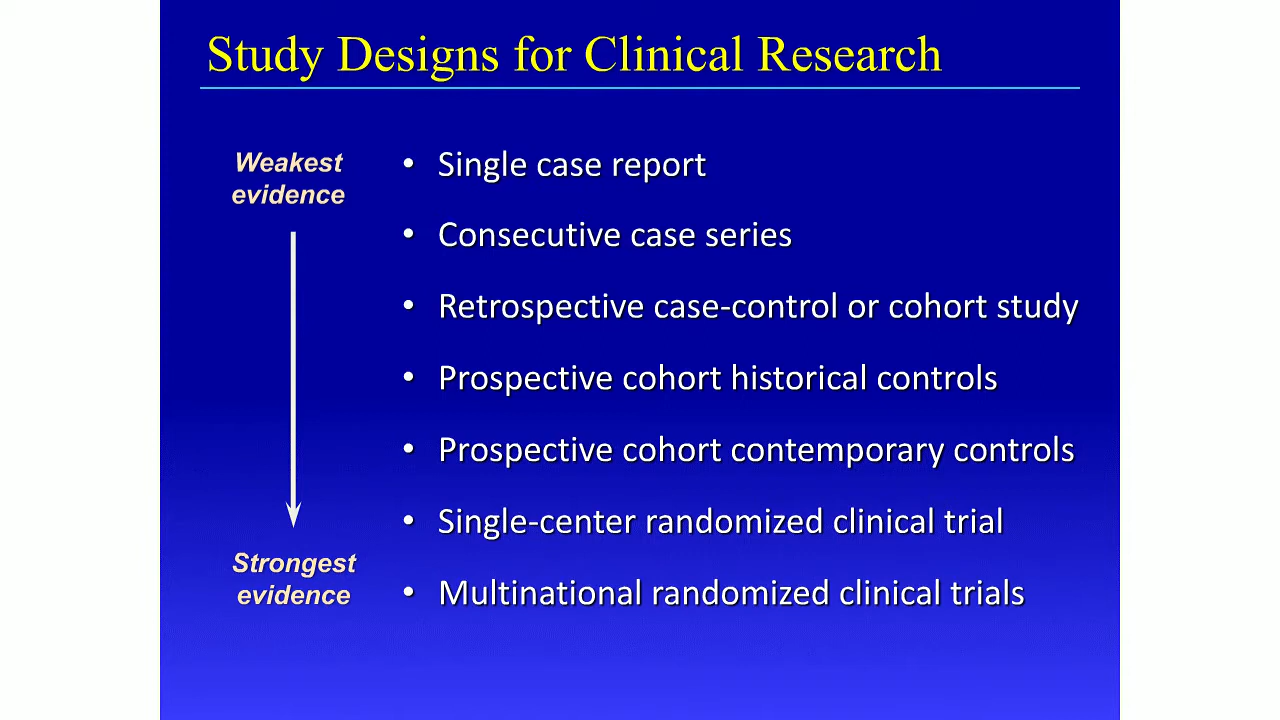 Study Designs for Clinical Research
Weakest
evidence
• Single case report
• Consecutive case series
• Retrospective case-control or cohort study
• Prospective cohort historical controls
• Prospective cohort contemporary controls
• Single-center randomized clinical trial
Strongest
evidence
• Multinational randomized clinical trials